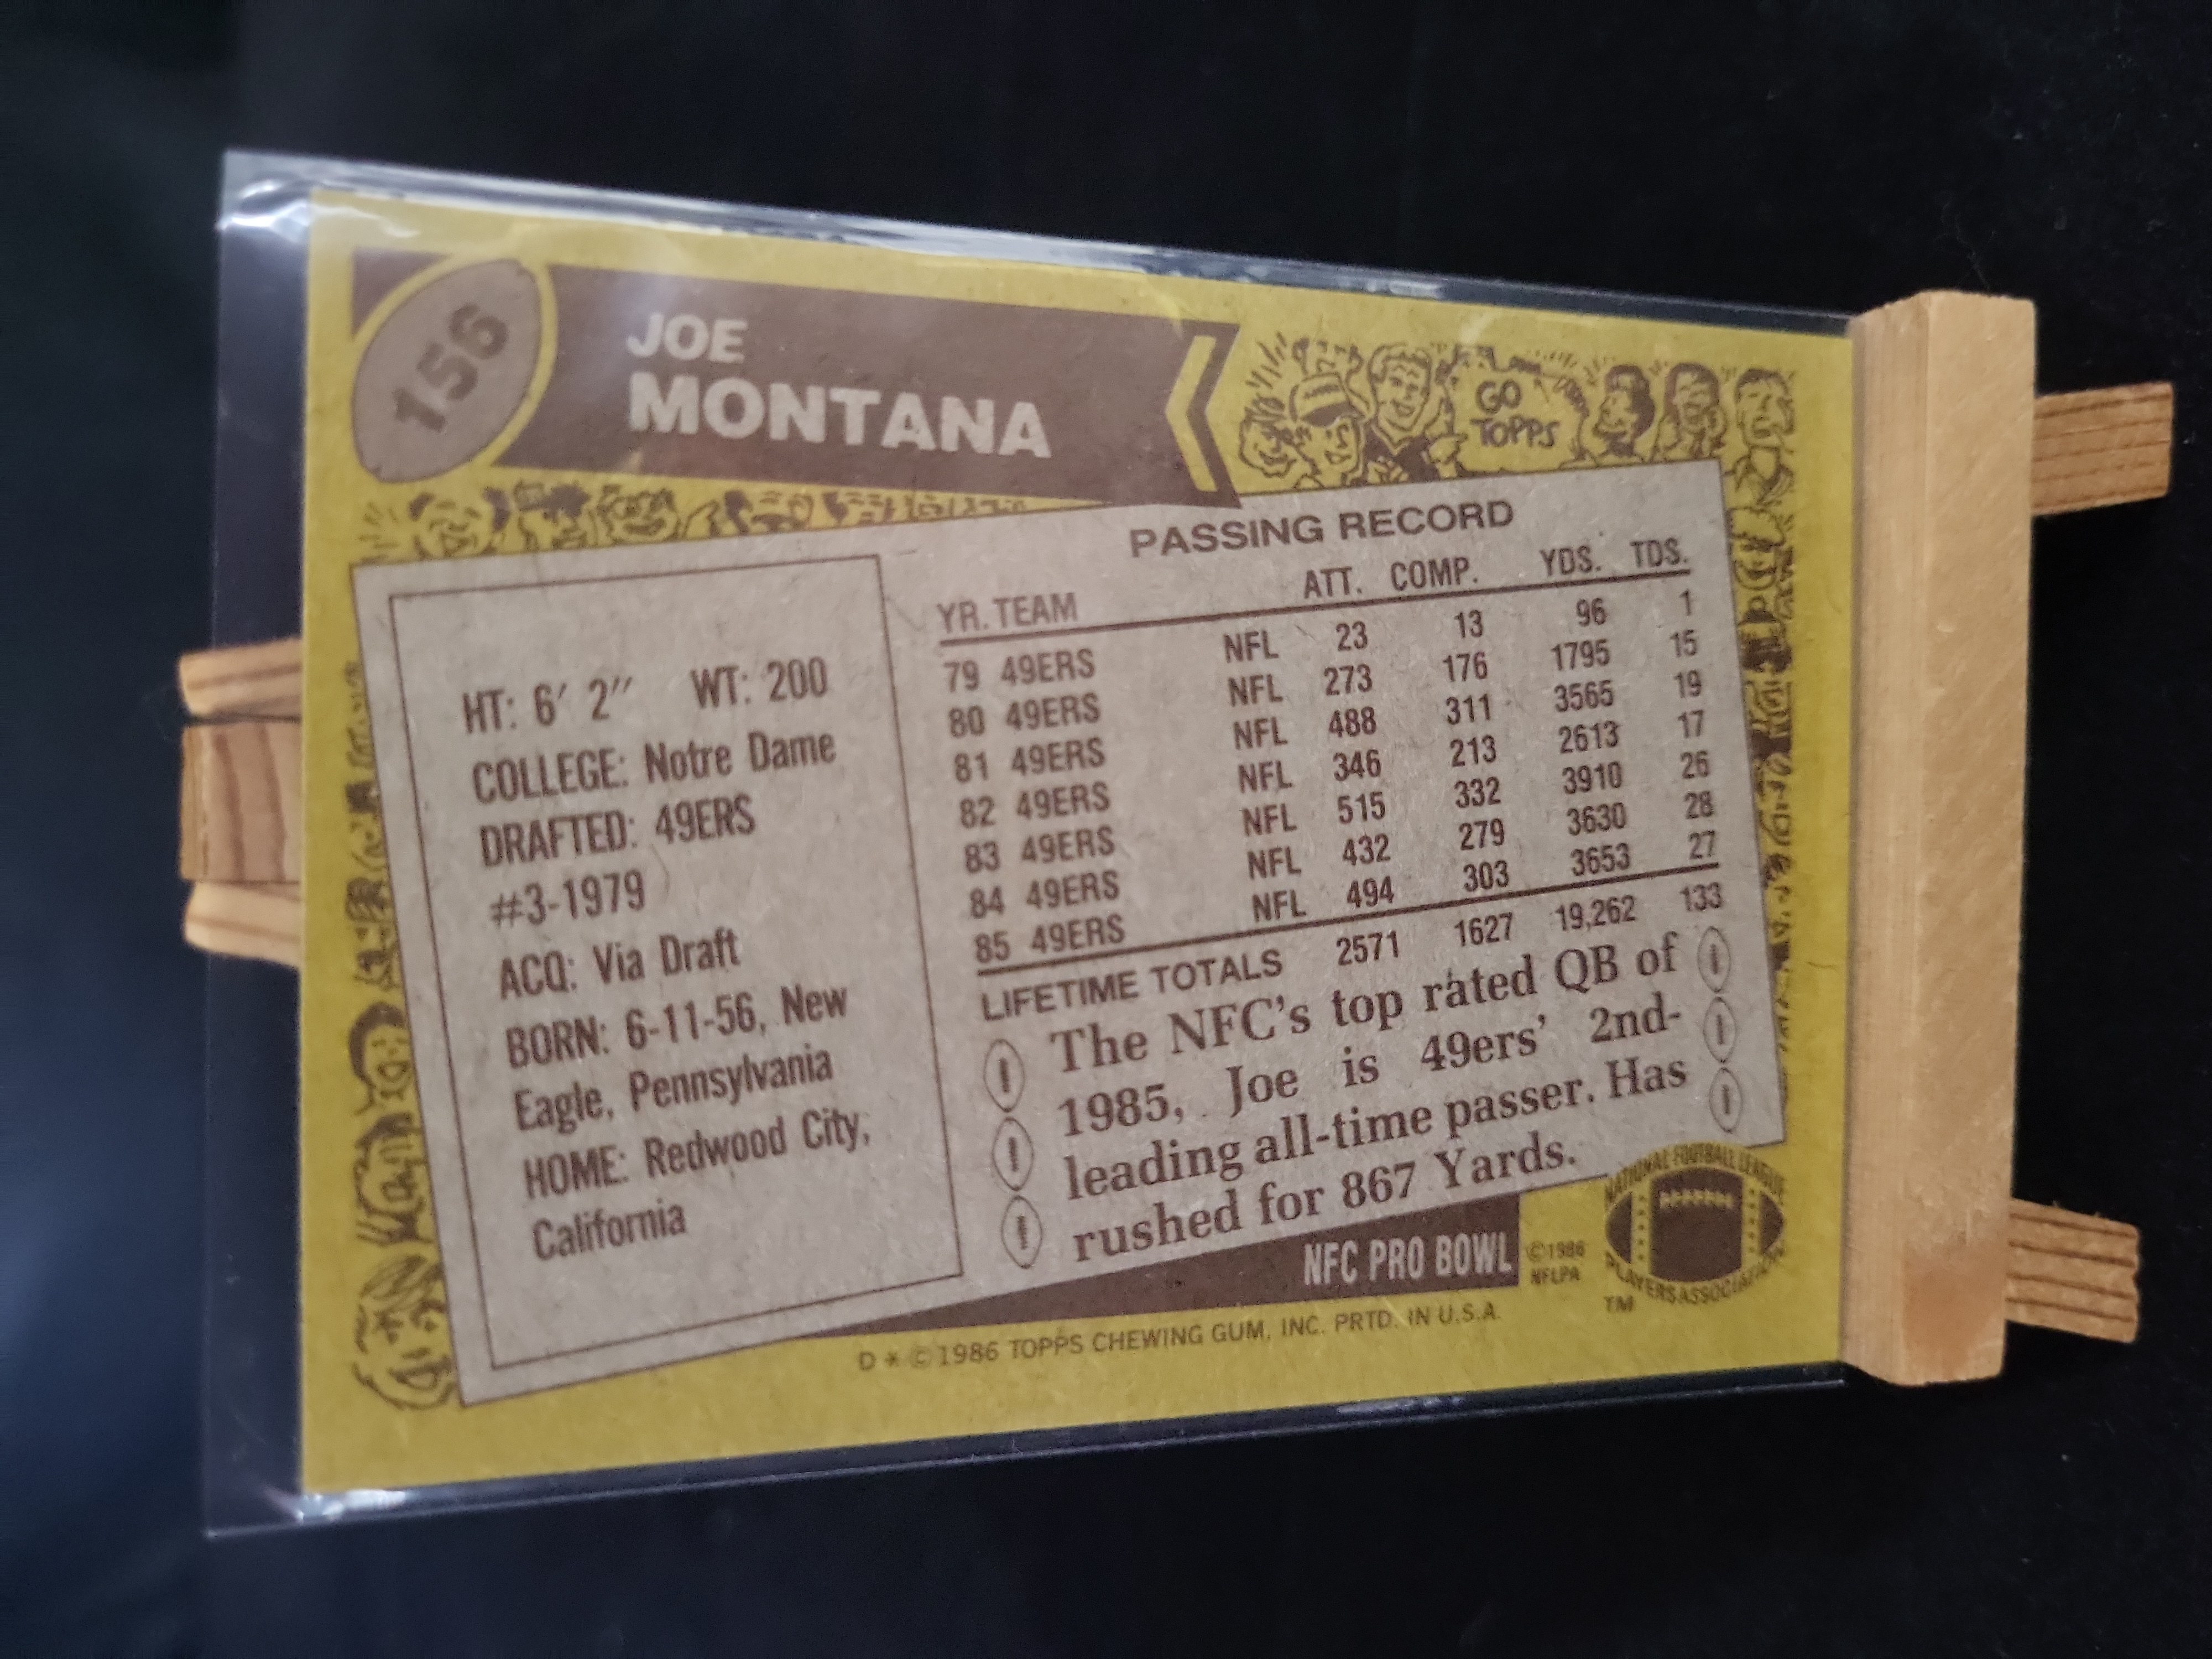 156
JOE
MONTANA
GO
TOPPS
HT: 6' 2" WT: 200
COLLEGE: Notre Dame
DRAFTED: 49ERS
#3-1979
ACQ: Via Draft
BORN: 6-11-56, New
Eagle, Pennsylvania
HOME: Redwood City,
California
PASSING RECORD
YR. TEAM ATT. COMP. YDS. TDS.
79 49ERS NFL 23 13 96 1
80 49ERS NFL 273 176 1795 15
81 49ERS NFL 488 311 3565 19
82 49ERS NFL 346 213 2613 17
83 49ERS NFL 515 332 3910 26
84 49ERS NFL 432 279 3630 28
85 49ERS NFL 494 303 3653 27
LIFETIME TOTALS 2571 1627 19,262 133
The NFC's top rated QB of
1985, Joe is 49ers' 2nd-
leading all-time passer. Has
rushed for 867 Yards.
NFC PRO BOWL
©1986
NFLPA
NATIONAL FOOTBALL LEAGUE
PLAYERS ASSOCIATION
TM
D * © 1986 TOPPS CHEWING GUM, INC. PRTD. IN U.S.A.